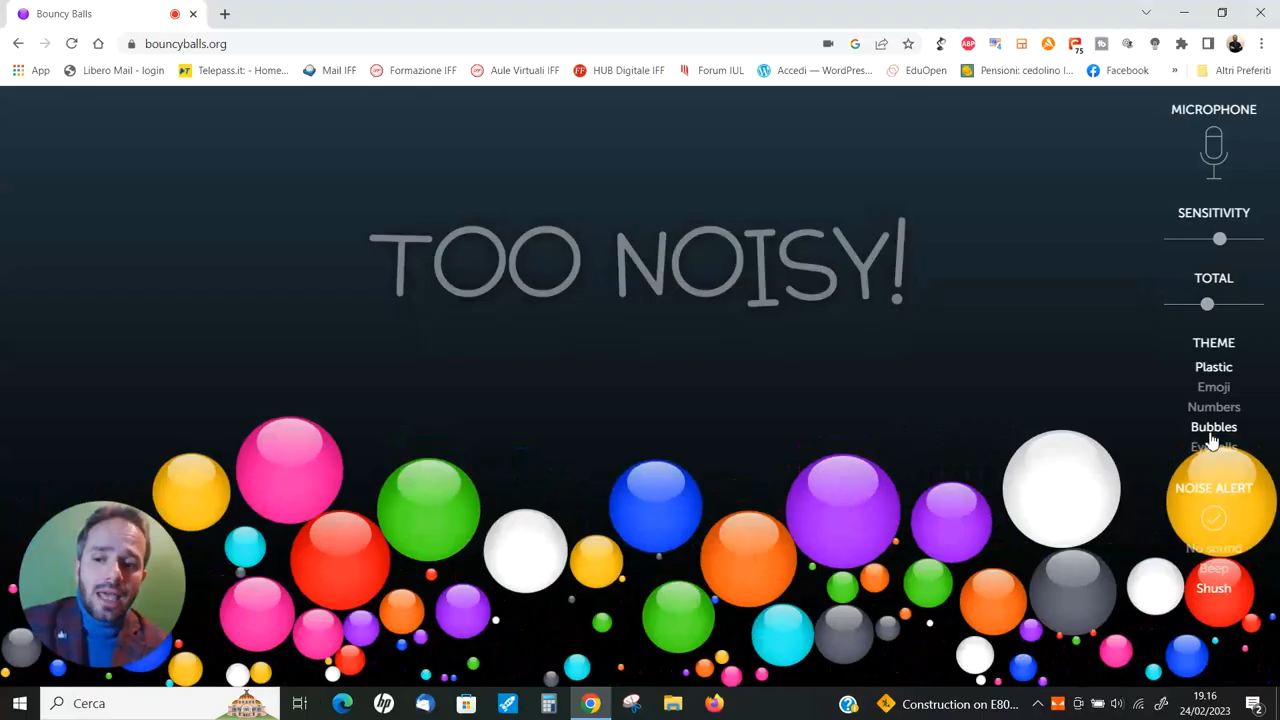 Bouncy Balls
bouncyballs.org
75
App
Libero Mail - login
Telepass.it: - Home...
Mail IFF
Formazione IFF
Aule Virtuali IFF
HUB Digitale IFF
Forum IUL
Accedi — WordPres...
EduOpen
Pensioni: cedolino I...
Facebook
»
Altri Preferiti
MICROPHONE
SENSITIVITY
TOTAL
TOO NOISY!
THEME
Plastic
Emoji
Numbers
Bubbles
NOISE ALERT
No sound
Beep
Shush
Cerca
Construction on E80...
19.16
24/02/2023
2